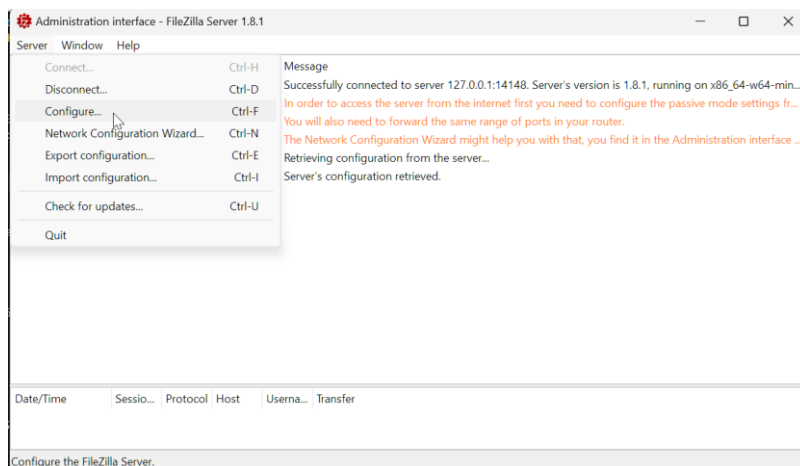 Administration interface - FileZilla Server 1.8.1
Server Window Help
Connect... Ctrl-H
Disconnect... Ctrl-D
Configure... Ctrl-F
Network Configuration Wizard... Ctrl-N
Export configuration... Ctrl-E
Import configuration... Ctrl-I
Check for updates... Ctrl-U
Quit
Message
Successfully connected to server 127.0.0.1:14148. Server's version is 1.8.1, running on x86_64-w64-min...
In order to access the server from the internet first you need to configure the passive mode settings fr...
You will also need to forward the same range of ports in your router.
The Network Configuration Wizard might help you with that, you find it in the Administration interface ...
Retrieving configuration from the server...
Server's configuration retrieved.
Date/Time Sessio... Protocol Host Userna... Transfer
Configure the FileZilla Server.